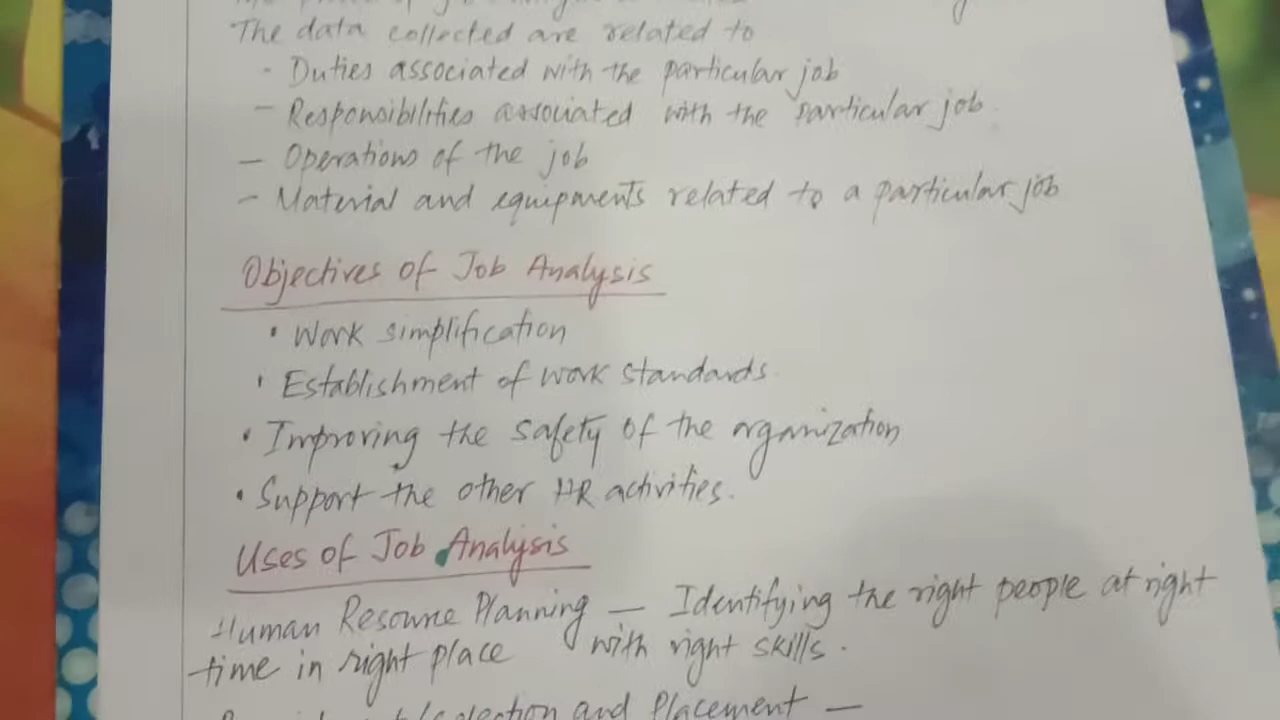 The data collected are related to
- Duties associated with the particular job
- Responsibilities associated with the particular job.
- Operations of the job
- Material and equipments related to a particular job
Objectives of Job Analysis
• Work simplification
• Establishment of work standards.
• Improving the safety of the organization
• Support the other HR activities.
Uses of Job Analysis
Human Resource Planning — Identifying the right people at right
time in right place with right skills.
Selection and Placement —